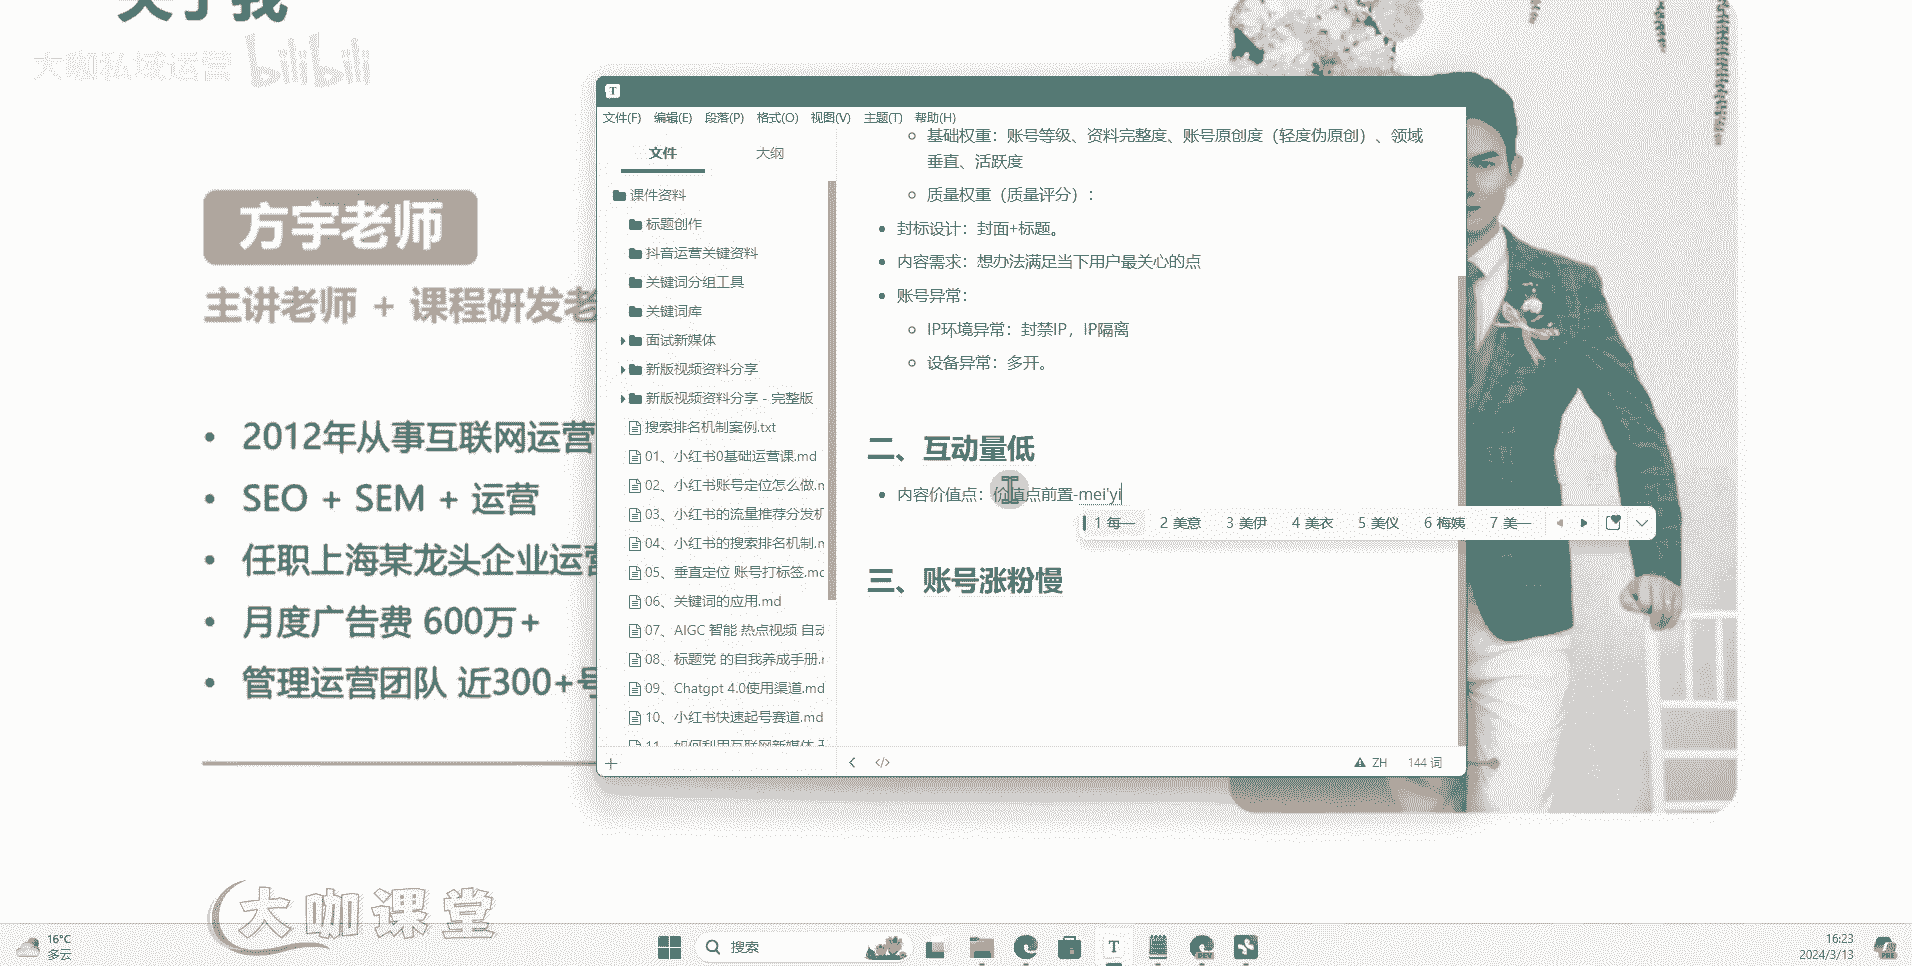 关于我
大咖私域运营 bilibili
方宇老师
主讲老师 + 课程研发老
2012年从事互联网运营
SEO + SEM + 运营
任职上海某龙头企业运营
月度广告费 600万+
管理运营团队 近300+号
大咖课堂
T
文件(F) 编辑(E) 段落(P) 格式(O) 视图(V) 主题(T) 帮助(H)
文件 大纲
课件资料
标题创作
抖音运营关键资料
关键词分组工具
关键词库
面试新媒体
新版视频资料分享
新版视频资料分享 - 完整版
搜索排名机制案例.txt
01、小红书0基础运营课.md
02、小红书账号定位怎么做.m
03、小红书的流量推荐分发机
04、小红书的搜索排名机制.m
05、垂直定位 账号打标签.md
06、关键词的应用.md
07、AIGC 智能 热点视频 自动
08、标题党 的自我养成手册.m
09、Chatgpt 4.0使用渠道.md
10、小红书快速起号赛道.md
11、如何利用互联网新媒体
基础权重：账号等级、资料完整度、账号原创度（轻度伪原创）、领域
垂直、活跃度
质量权重（质量评分）：
封标设计：封面+标题。
内容需求：想办法满足当下用户最关心的点
账号异常：
IP环境异常：封禁IP，IP隔离
设备异常：多开。
二、互动量低
内容价值点：价值点前置-mei'yi
1 每一 2 美意 3 美伊 4 美衣 5 美仪 6 梅姨 7 美一
三、账号涨粉慢
ZH 144 词
16°C
多云
搜索
16:23
2024/3/13